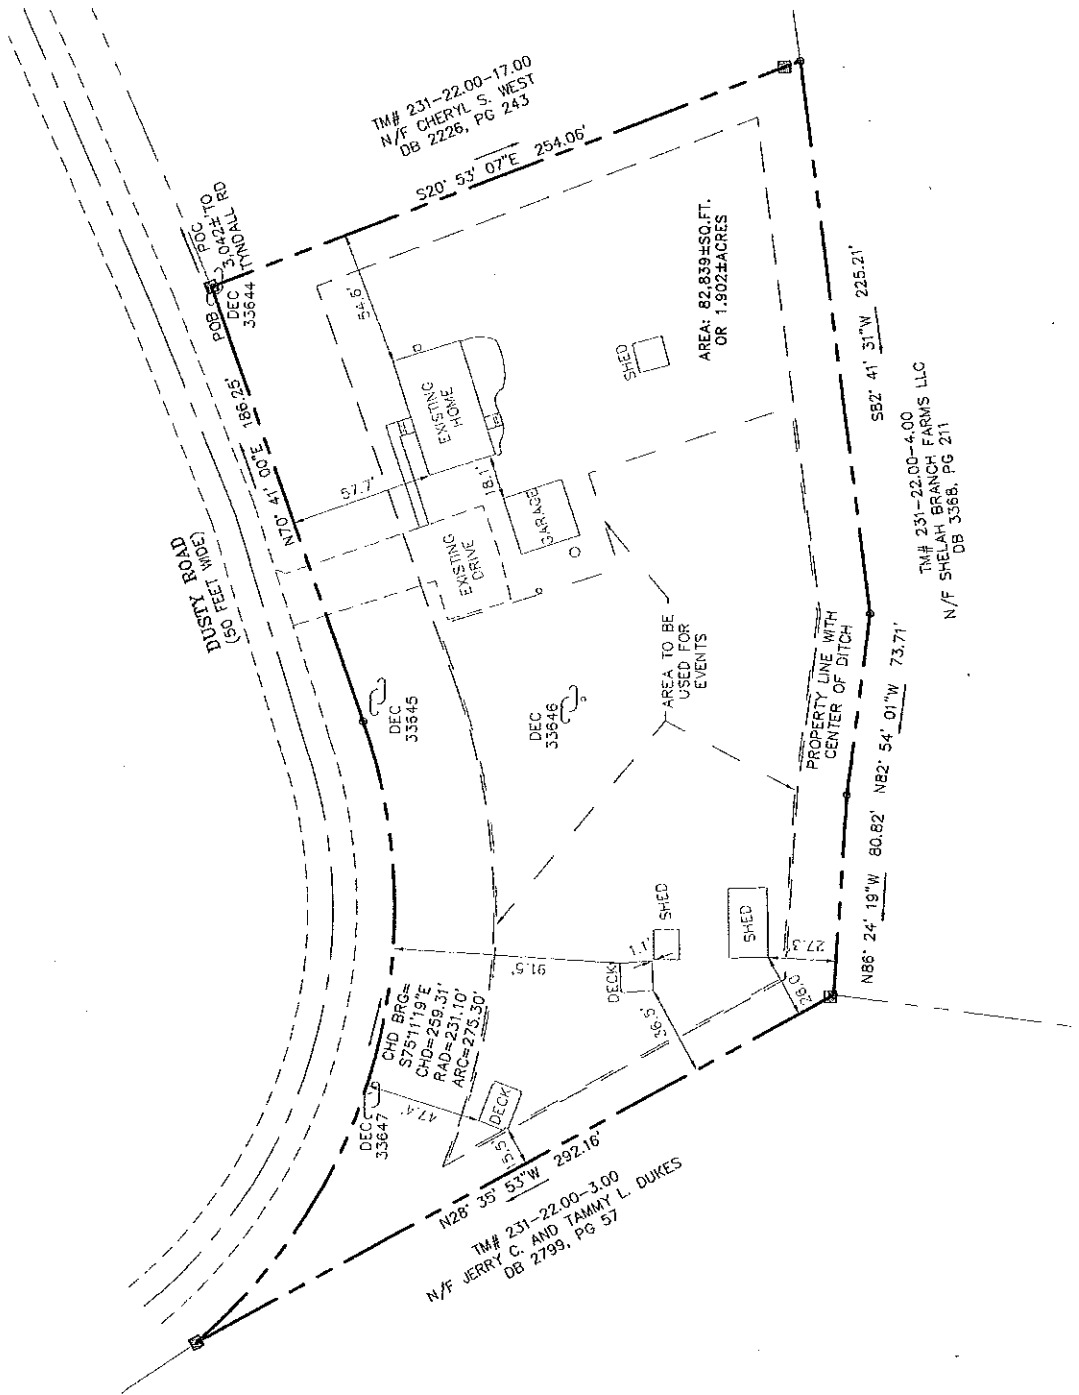 TM# 231-22.00-17.00
N/F CHERYL S. WEST
DB 2226, PG 243
S20° 53' 07"E 254.06'
POC
3,042± TO
TYNDALL RD
POB
DEC
33644
N70° 41' 00"E 186.25'
DUSTY ROAD
(50 FEET WIDE)
54.6'
57.7'
EXISTING
HOME
18.1'
GARAGE
EXISTING
DRIVE
SHED
AREA: 82,839±SQ.FT.
OR 1.902±ACRES
S82° 41' 31"W 225.21'
TM# 231-22.00-4.00
N/F SHELAH BRANCH FARMS LLC
DB 3368, PG 211
DEC
33645
DEC
33646
AREA TO BE
USED FOR
EVENTS
PROPERTY LINE WITH
CENTER OF DITCH
N82° 54' 01"W 73.71'
N86° 24' 19"W 80.82'
91.5'
1.1'
SHED
SHED
DECK
27.3'
26.0'
36.5'
CHD BRG=
S75°11'19"E
CHD=259.31'
RAD=231.10'
ARC=275.30'
DEC
33647
47.4'
DECK
15.5'
N28° 35' 53"W 292.16'
TM# 231-22.00-3.00
N/F JERRY C. AND TAMMY L. DUKES
DB 2799, PG 57